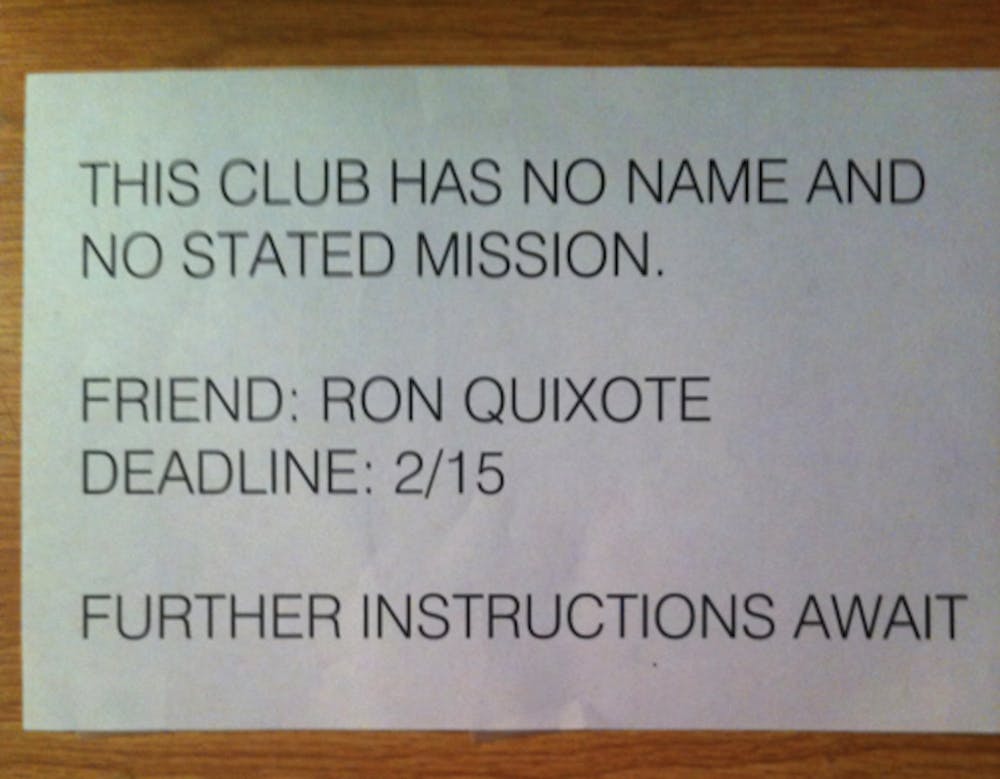 THIS CLUB HAS NO NAME AND
NO STATED MISSION.
FRIEND: RON QUIXOTE
DEADLINE: 2/15
FURTHER INSTRUCTIONS AWAIT